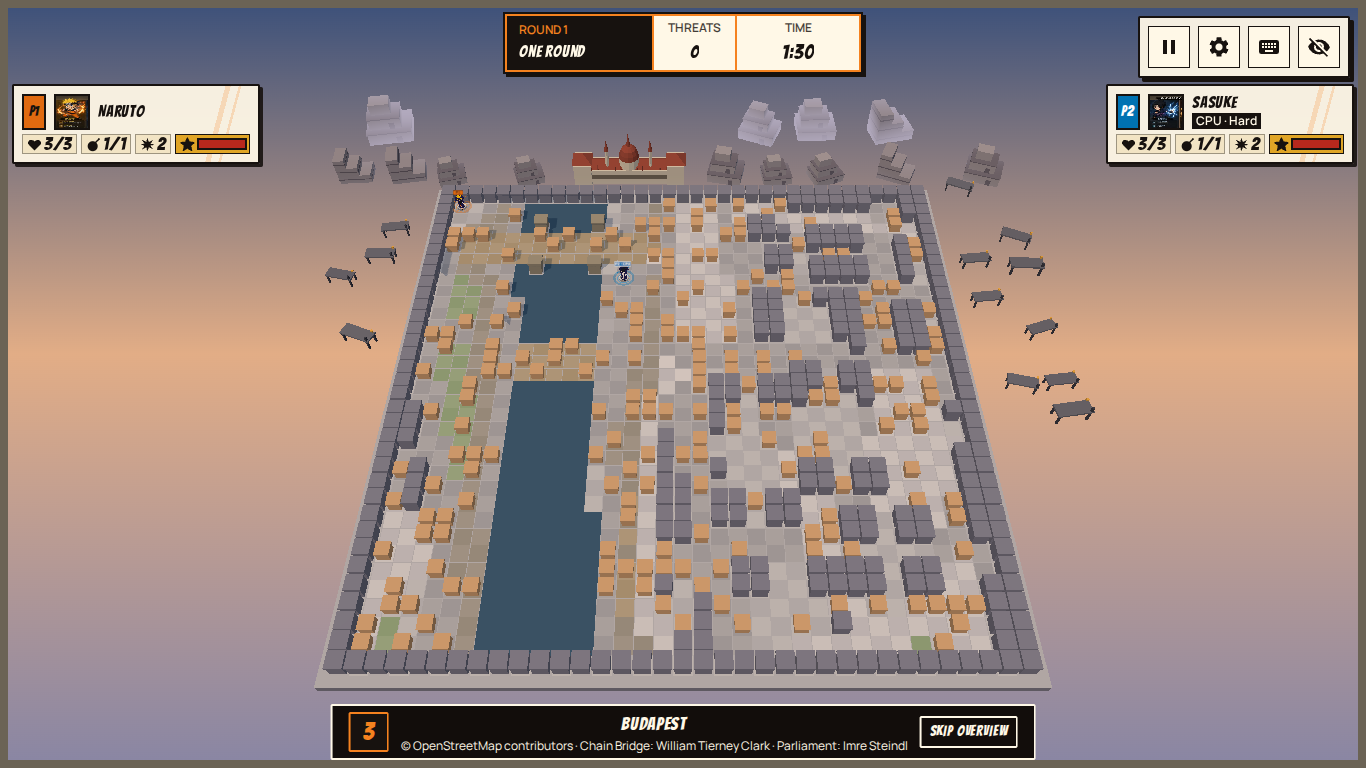 ROUND 1
ONE ROUND
THREATS
0
TIME
1:30
P1
NARUTO
3/3
1/1
2
P2
SASUKE
CPU · Hard
3/3
1/1
2
3
BUDAPEST
© OpenStreetMap contributors · Chain Bridge: William Tierney Clark · Parliament: Imre Steindl
SKIP OVERVIEW